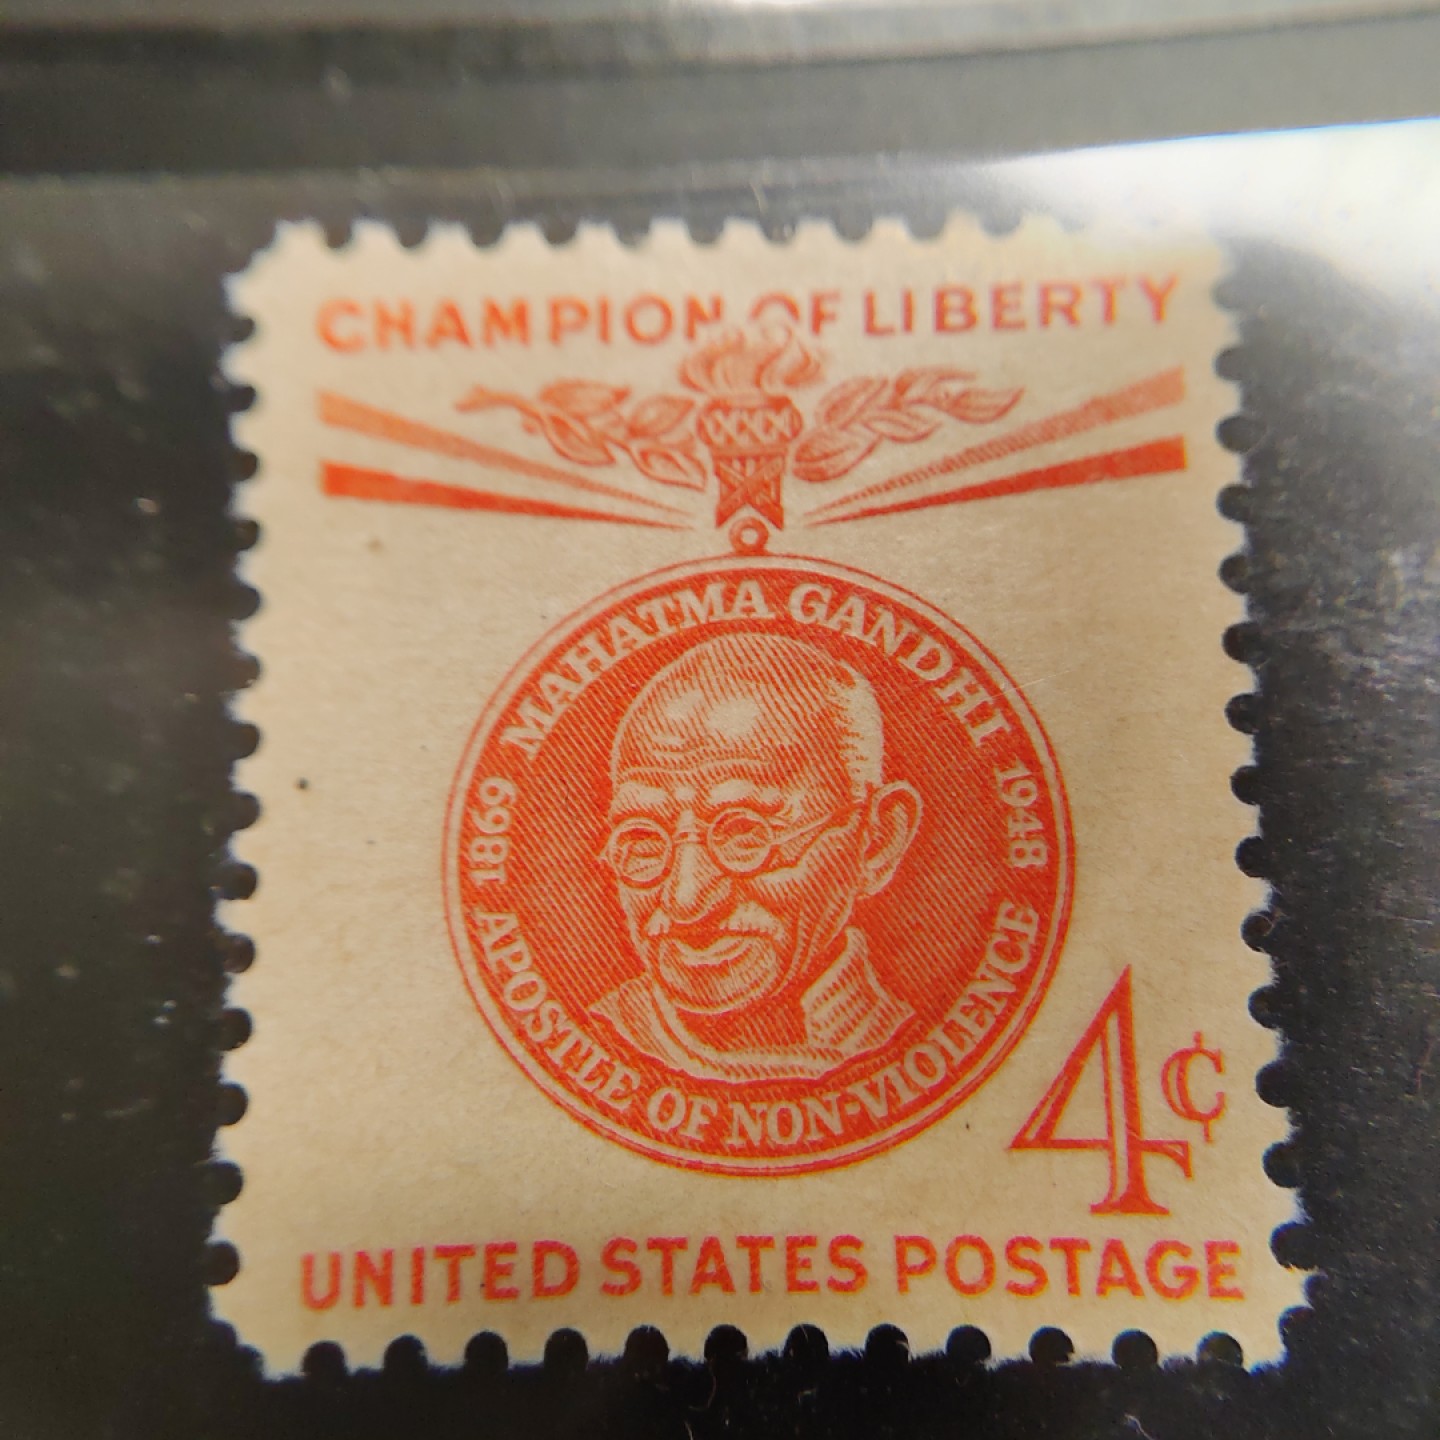 CHAMPION OF LIBERTY
MAHATMA GANDHI
1869
1948
APOSTLE OF NON-VIOLENCE
4¢
UNITED STATES POSTAGE